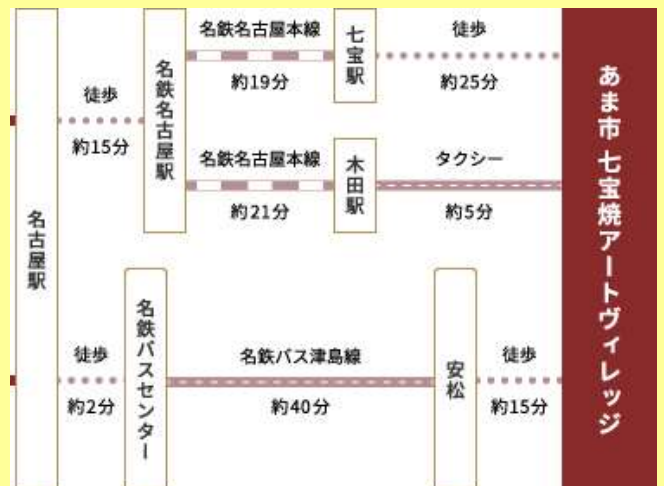 名古屋駅
徒歩
約15分
名鉄名古屋駅
名鉄名古屋本線
約19分
七宝駅
徒歩
約25分
名鉄名古屋本線
約21分
木田駅
タクシー
約5分
徒歩
約2分
名鉄バスセンター
名鉄バス津島線
約40分
安松
徒歩
約15分
あま市 七宝焼アートヴィレッジ